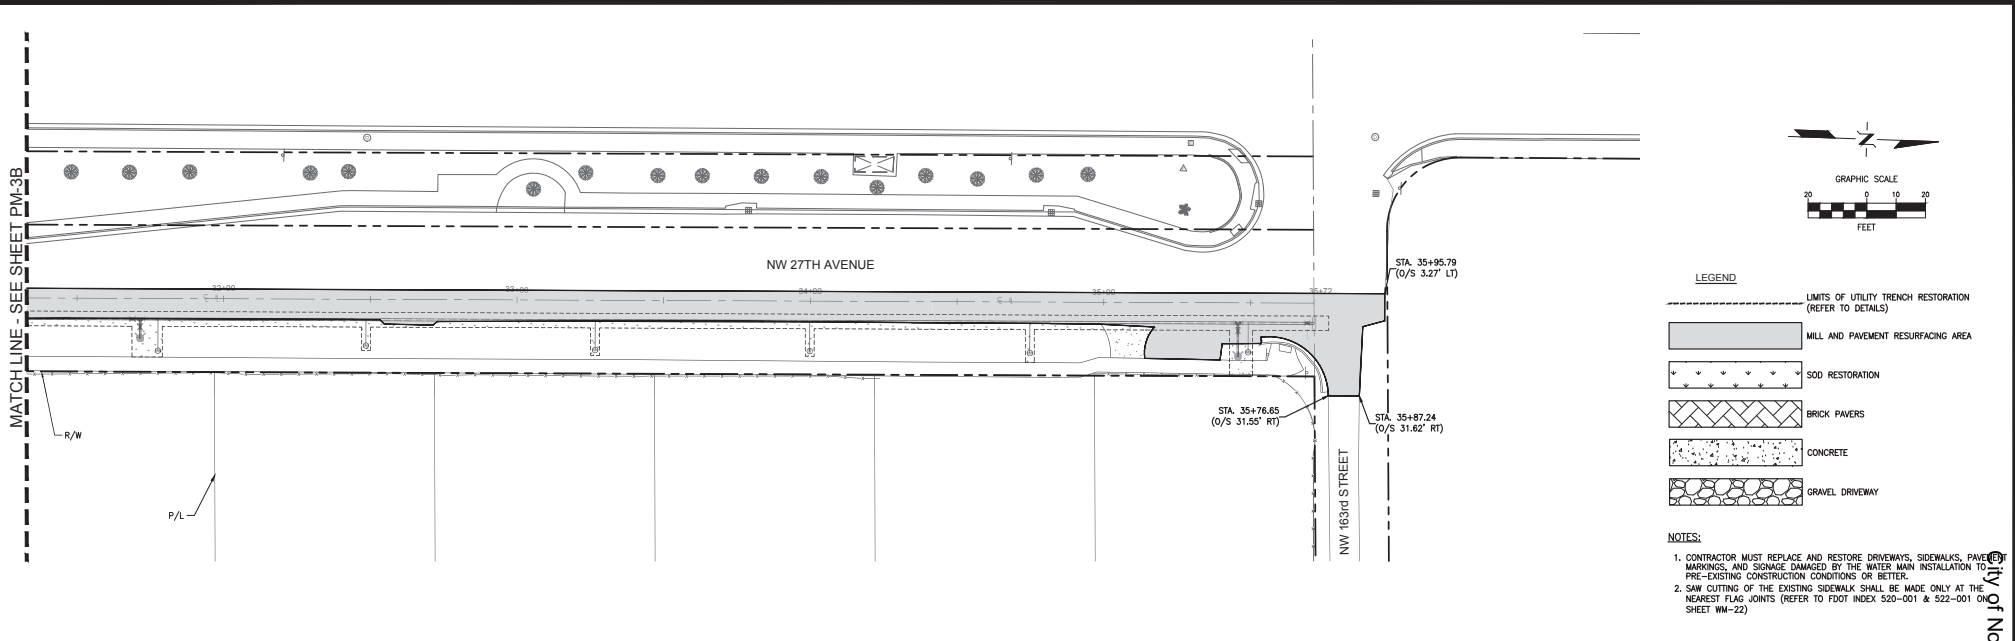 MATCH LINE - SEE SHEET PM-3B
NW 27TH AVENUE
32+00
33+00
34+00
35+00
35+72
STA. 35+95.79
(O/S 3.27' LT)
STA. 35+76.65
(O/S 31.55' RT)
STA. 35+87.24
(O/S 31.62' RT)
R/W
P/L
NW 163rd STREET
Z
GRAPHIC SCALE
20 0 10 20
FEET
LEGEND
LIMITS OF UTILITY TRENCH RESTORATION
(REFER TO DETAILS)
MILL AND PAVEMENT RESURFACING AREA
SOD RESTORATION
BRICK PAVERS
CONCRETE
GRAVEL DRIVEWAY
NOTES:
1. CONTRACTOR MUST REPLACE AND RESTORE DRIVEWAYS, SIDEWALKS, PAVEMENT
MARKINGS, AND SIGNAGE DAMAGED BY THE WATER MAIN INSTALLATION TO
PRE-EXISTING CONSTRUCTION CONDITIONS OR BETTER.
2. SAW CUTTING OF THE EXISTING SIDEWALK SHALL BE MADE ONLY AT THE
NEAREST FLAG JOINTS (REFER TO FDOT INDEX 520-001 & 522-001 ON
SHEET WM-22)
City of No